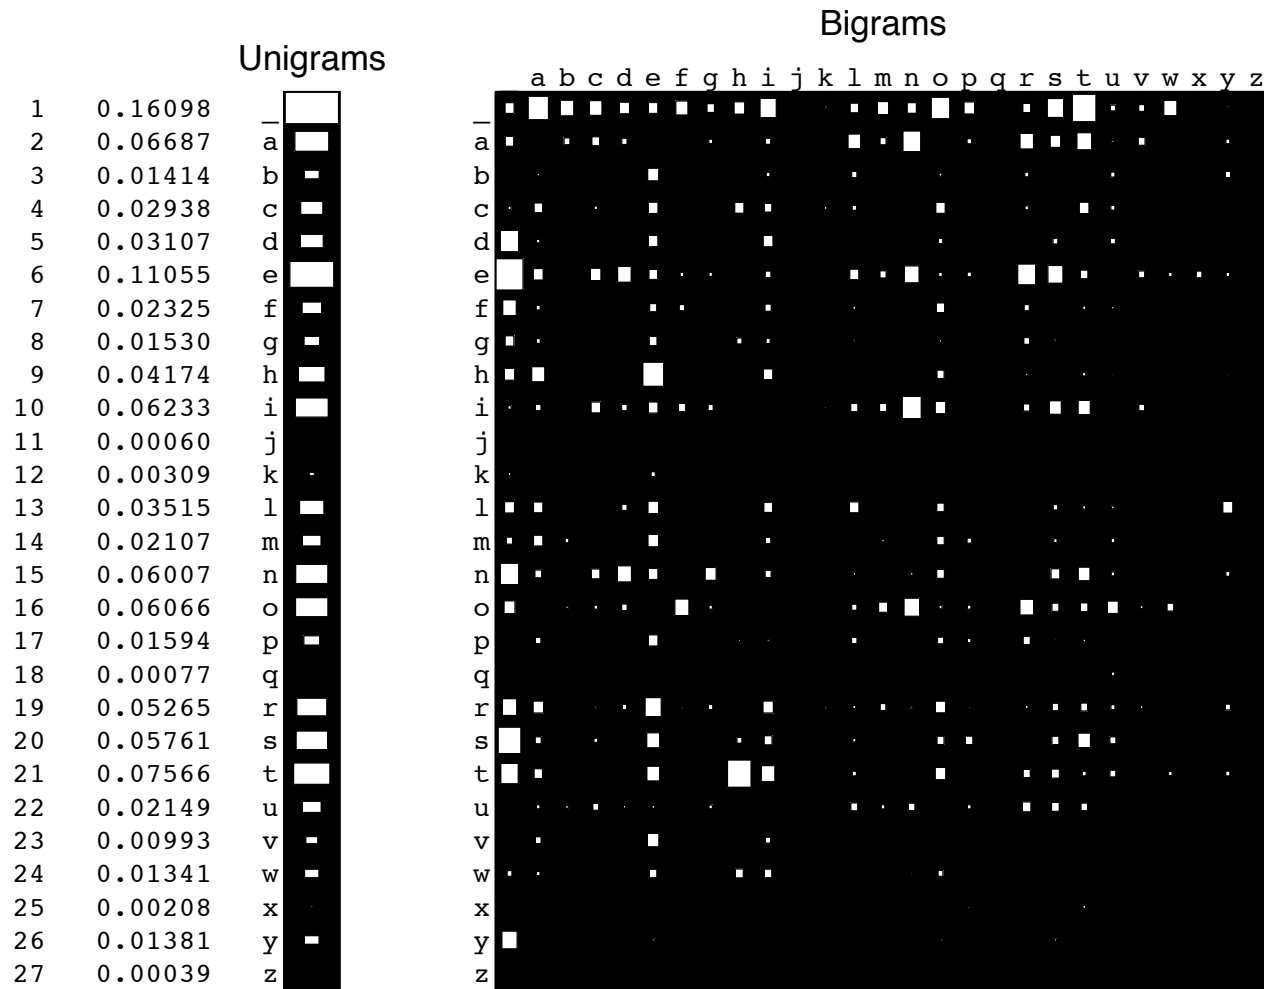 Bigrams
Unigrams
a b c d e f g h i j k l m n o p q r s t u v w x y z
1 0.16098 _ _
2 0.06687 a a
3 0.01414 b b
4 0.02938 c c
5 0.03107 d d
6 0.11055 e e
7 0.02325 f f
8 0.01530 g g
9 0.04174 h h
10 0.06233 i i
11 0.00060 j j
12 0.00309 k k
13 0.03515 l l
14 0.02107 m m
15 0.06007 n n
16 0.06066 o o
17 0.01594 p p
18 0.00077 q q
19 0.05265 r r
20 0.05761 s s
21 0.07566 t t
22 0.02149 u u
23 0.00993 v v
24 0.01341 w w
25 0.00208 x x
26 0.01381 y y
27 0.00039 z z